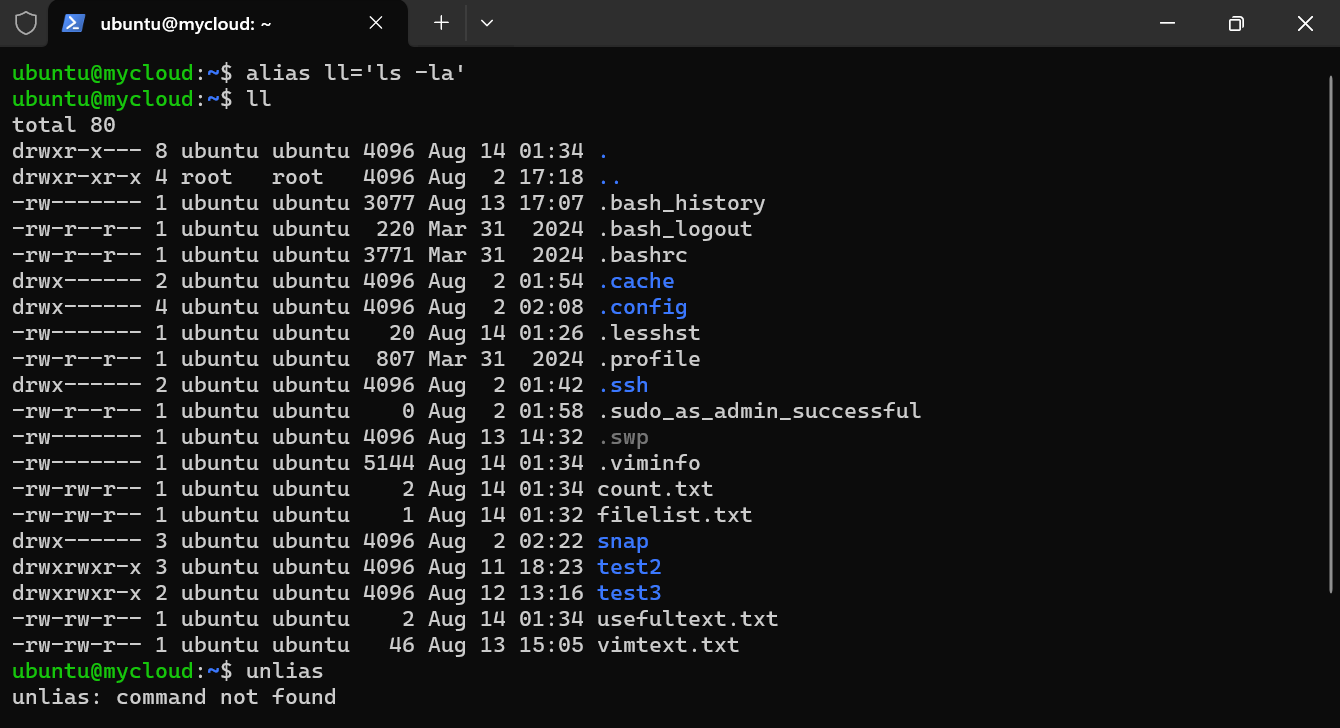 ubuntu@mycloud: ~
ubuntu@mycloud:~$ alias ll='ls -la'
ubuntu@mycloud:~$ ll
total 80
drwxr-x--- 8 ubuntu ubuntu 4096 Aug 14 01:34 .
drwxr-xr-x 4 root   root   4096 Aug  2 17:18 ..
-rw------- 1 ubuntu ubuntu 3077 Aug 13 17:07 .bash_history
-rw-r--r-- 1 ubuntu ubuntu  220 Mar 31  2024 .bash_logout
-rw-r--r-- 1 ubuntu ubuntu 3771 Mar 31  2024 .bashrc
drwx------ 2 ubuntu ubuntu 4096 Aug  2 01:54 .cache
drwx------ 4 ubuntu ubuntu 4096 Aug  2 02:08 .config
-rw------- 1 ubuntu ubuntu   20 Aug 14 01:26 .lesshst
-rw-r--r-- 1 ubuntu ubuntu  807 Mar 31  2024 .profile
drwx------ 2 ubuntu ubuntu 4096 Aug  2 01:42 .ssh
-rw-r--r-- 1 ubuntu ubuntu    0 Aug  2 01:58 .sudo_as_admin_successful
-rw------- 1 ubuntu ubuntu 4096 Aug 13 14:32 .swp
-rw------- 1 ubuntu ubuntu 5144 Aug 14 01:34 .viminfo
-rw-rw-r-- 1 ubuntu ubuntu    2 Aug 14 01:34 count.txt
-rw-rw-r-- 1 ubuntu ubuntu    1 Aug 14 01:32 filelist.txt
drwx------ 3 ubuntu ubuntu 4096 Aug  2 02:22 snap
drwxrwxr-x 3 ubuntu ubuntu 4096 Aug 11 18:23 test2
drwxrwxr-x 2 ubuntu ubuntu 4096 Aug 12 13:16 test3
-rw-rw-r-- 1 ubuntu ubuntu    2 Aug 14 01:34 usefultext.txt
-rw-rw-r-- 1 ubuntu ubuntu   46 Aug 13 15:05 vimtext.txt
ubuntu@mycloud:~$ unlias
unlias: command not found